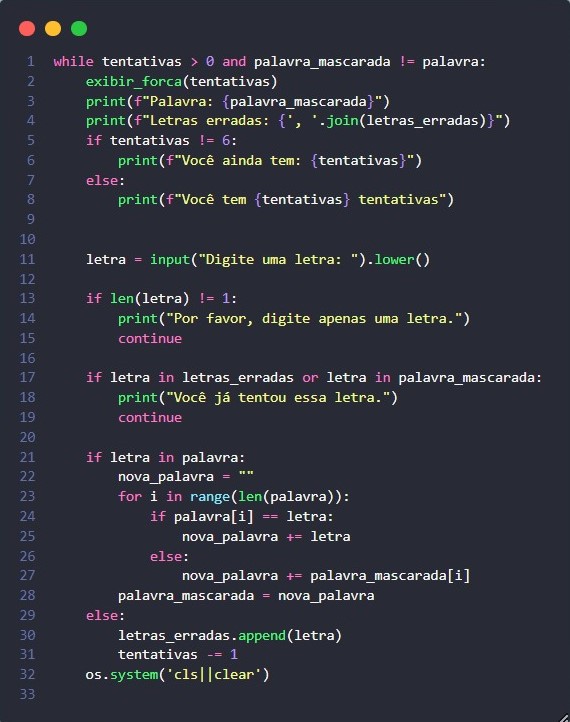 1 while tentativas > 0 and palavra_mascarada != palavra:
2     exibir_forca(tentativas)
3     print(f"Palavra: {palavra_mascarada}")
4     print(f"Letras erradas: {', '.join(letras_erradas)}")
5     if tentativas != 6:
6         print(f"Você ainda tem: {tentativas}")
7     else:
8         print(f"Você tem {tentativas} tentativas")
9
10
11     letra = input("Digite uma letra: ").lower()
12
13     if len(letra) != 1:
14         print("Por favor, digite apenas uma letra.")
15         continue
16
17     if letra in letras_erradas or letra in palavra_mascarada:
18         print("Você já tentou essa letra.")
19         continue
20
21     if letra in palavra:
22         nova_palavra = ""
23         for i in range(len(palavra)):
24             if palavra[i] == letra:
25                 nova_palavra += letra
26             else:
27                 nova_palavra += palavra_mascarada[i]
28         palavra_mascarada = nova_palavra
29     else:
30         letras_erradas.append(letra)
31         tentativas -= 1
32     os.system('cls||clear')
33